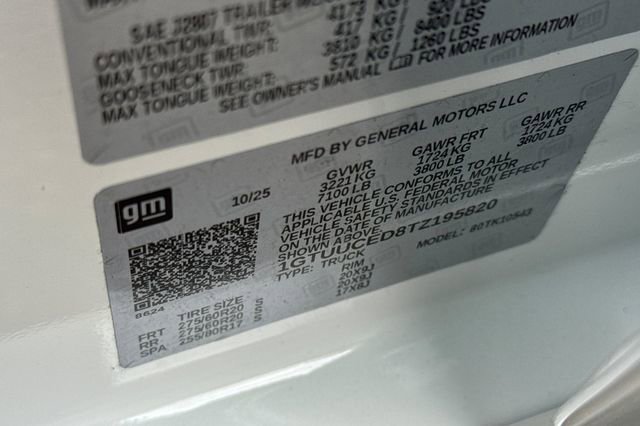 SAE J2807 TRAILER
4173 KG / 920 LBS
CONVENTIONAL TWR: 417 KG /
MAX TONGUE WEIGHT: 3810 KG / 8400 LBS
GOOSENECK TWR: 572 KG / 1260 LBS
MAX TONGUE WEIGHT:
SEE OWNER'S MANUAL FOR MORE INFORMATION
MFD BY GENERAL MOTORS LLC
gm
10/25
GVWR GAWR FRT GAWR RR
3221 KG 1724 KG 1724 KG
7100 LB 3800 LB 3800 LB
THIS VEHICLE CONFORMS TO ALL
APPLICABLE U.S. FEDERAL MOTOR
VEHICLE SAFETY STANDARDS IN EFFECT
ON THE DATE OF MANUFACTURE
SHOWN ABOVE.
1GTUUCED8TZ195820
TYPE: TRUCK MODEL: 80TK10543
8624
TIRE SIZE RIM
FRT 275/60R20 S 20X9J
RR 275/60R20 S 20X9J
SPA 255/80R17 S 17X8J